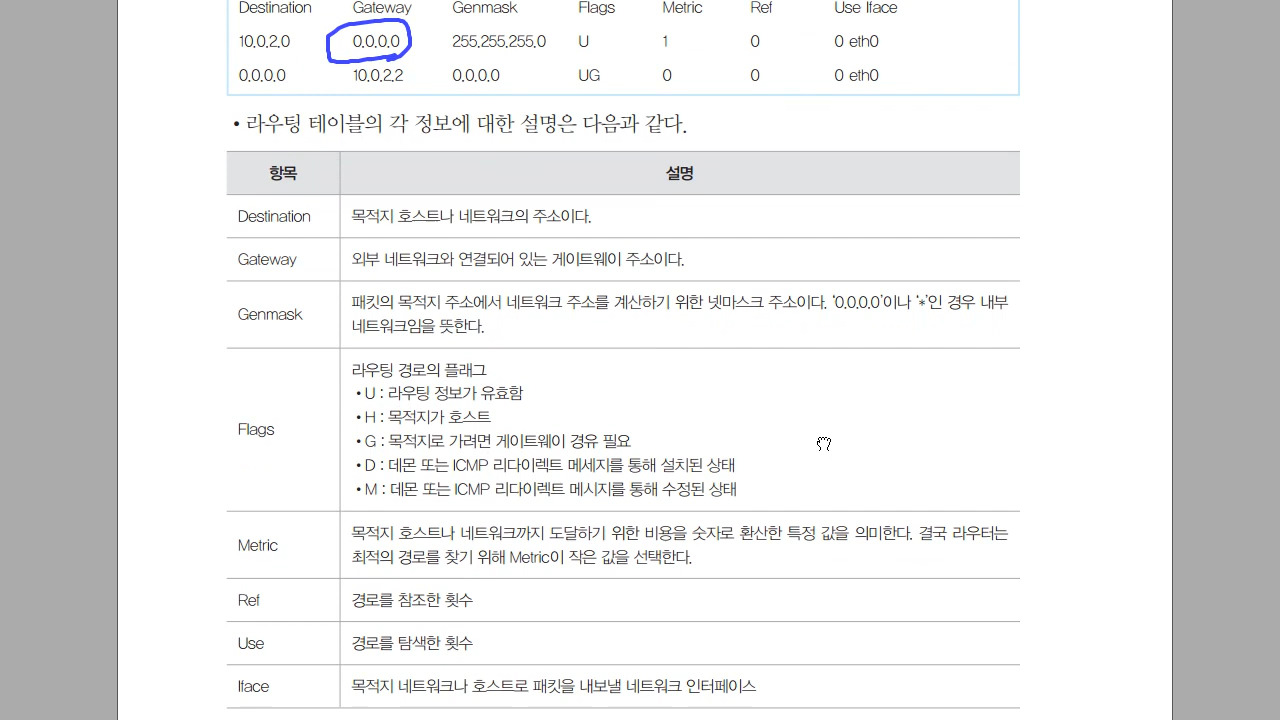 Destination Gateway Genmask Flags Metric Ref Use Iface
10.0.2.0 0.0.0.0 255.255.255.0 U 1 0 0 eth0
0.0.0.0 10.0.2.2 0.0.0.0 UG 0 0 0 eth0
• 라우팅 테이블의 각 정보에 대한 설명은 다음과 같다.
항목 설명
Destination 목적지 호스트나 네트워크의 주소이다.
Gateway 외부 네트워크와 연결되어 있는 게이트웨이 주소이다.
Genmask 패킷의 목적지 주소에서 네트워크 주소를 계산하기 위한 넷마스크 주소이다. ‘0.0.0.0’이나 ‘*’인 경우 내부
네트워크임을 뜻한다.
Flags 라우팅 경로의 플래그
• U : 라우팅 정보가 유효함
• H : 목적지가 호스트
• G : 목적지로 가려면 게이트웨이 경유 필요
• D : 데몬 또는 ICMP 리다이렉트 메세지를 통해 설치된 상태
• M : 데몬 또는 ICMP 리다이렉트 메시지를 통해 수정된 상태
Metric 목적지 호스트나 네트워크까지 도달하기 위한 비용을 숫자로 환산한 특정 값을 의미한다. 결국 라우터는
최적의 경로를 찾기 위해 Metric이 작은 값을 선택한다.
Ref 경로를 참조한 횟수
Use 경로를 탐색한 횟수
Iface 목적지 네트워크나 호스트로 패킷을 내보낼 네트워크 인터페이스